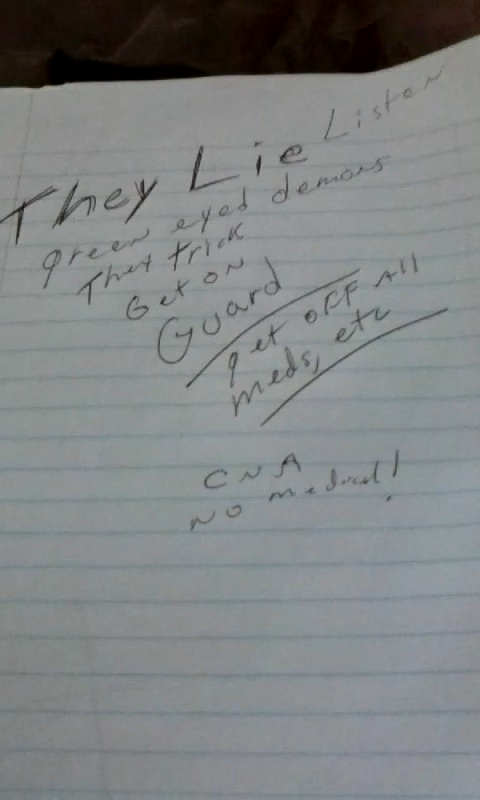 They Lie Listen
green eyed demons
That trick
Get on
Guard
get off All
meds, etc
CNA
No medical!